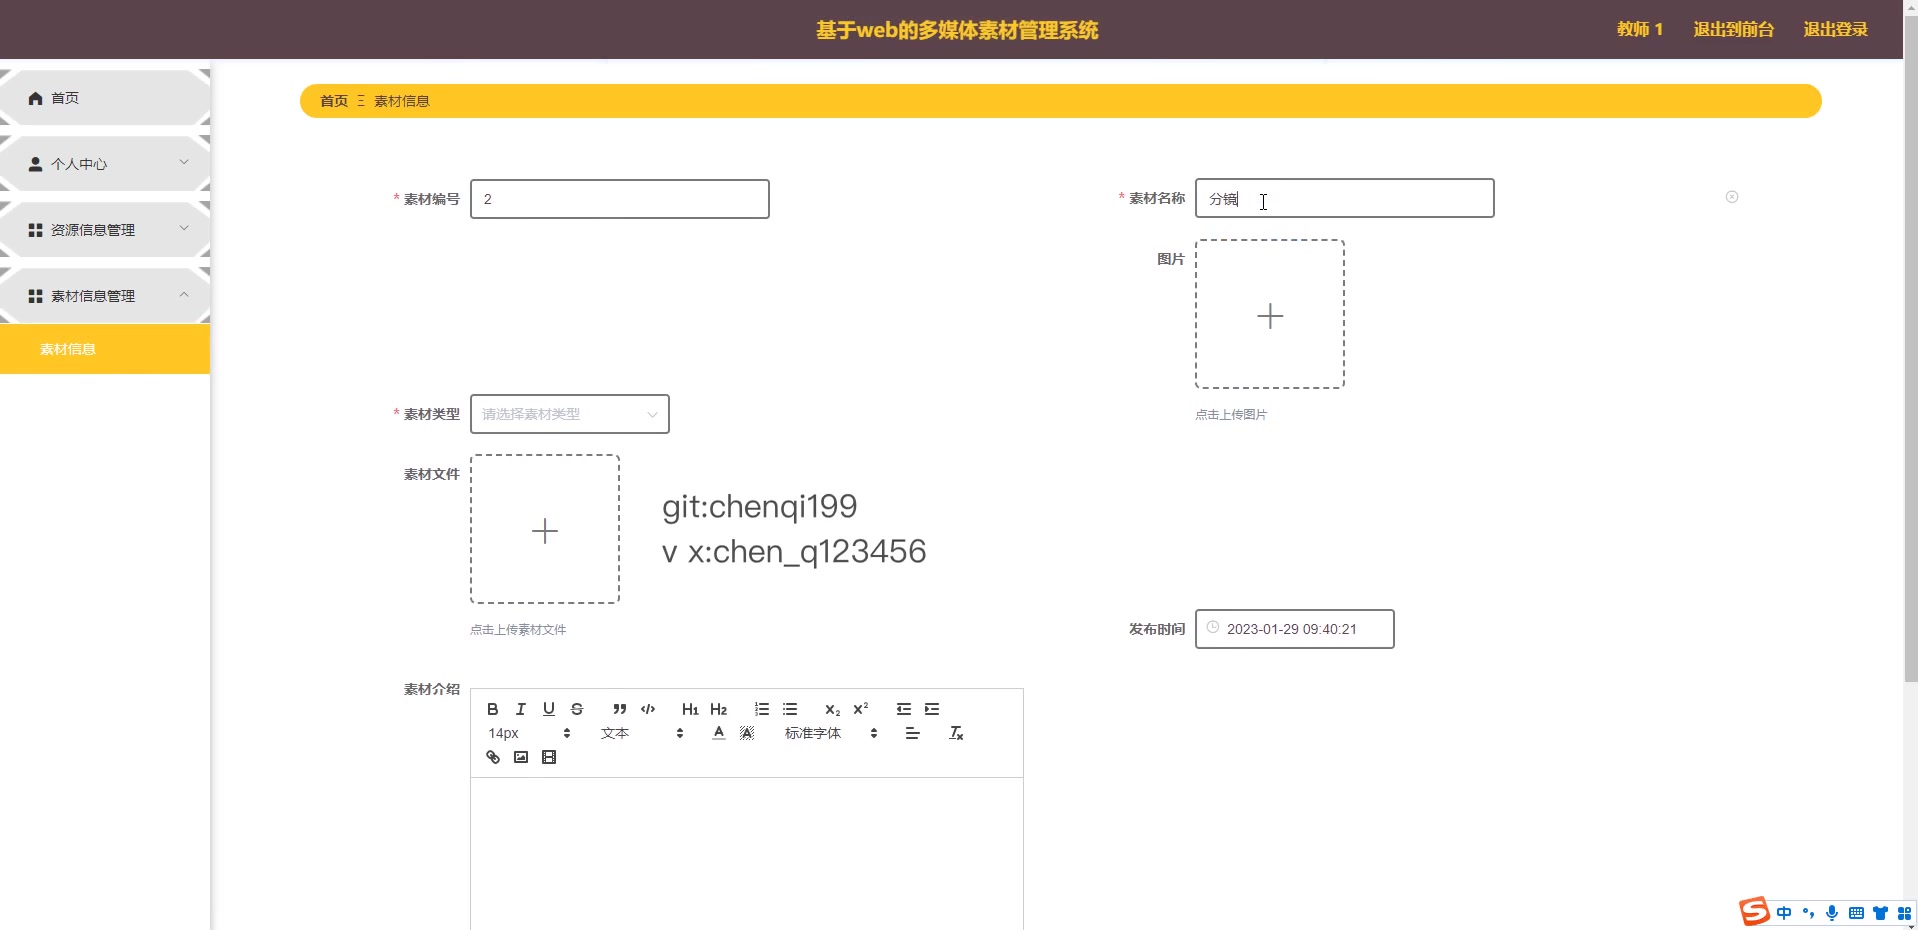 基于web的多媒体素材管理系统
教师 1 退出到前台 退出登录
首页
个人中心
资源信息管理
素材信息管理
素材信息
首页 素材信息
* 素材编号 2
* 素材名称 分镜
图片
点击上传图片
* 素材类型 请选择素材类型
素材文件
git:chenqi199
v x:chen_q123456
点击上传素材文件
发布时间 2023-01-29 09:40:21
素材介绍
B I U S H1 H2 X2 X2
14px 文本 A A 标准字体 Tx
中